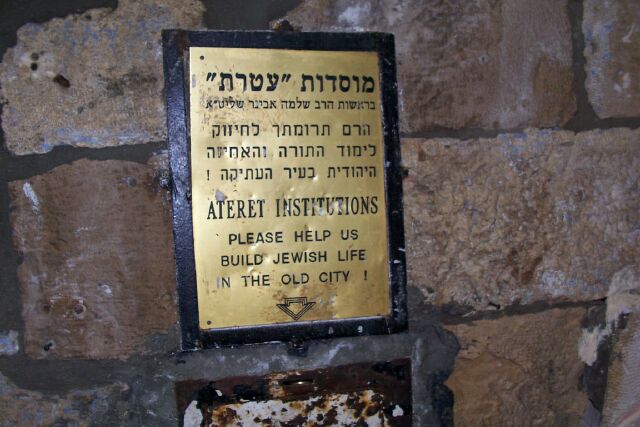 מוסדות "עטרת"
בראשות הרב שלמה אבינר שליט"א
הרם תרומתך לחיזוק
לימוד התורה והאחיזה
היהודית בעיר העתיקה !
ATERET INSTITUTIONS
PLEASE HELP US
BUILD JEWISH LIFE
IN THE OLD CITY !